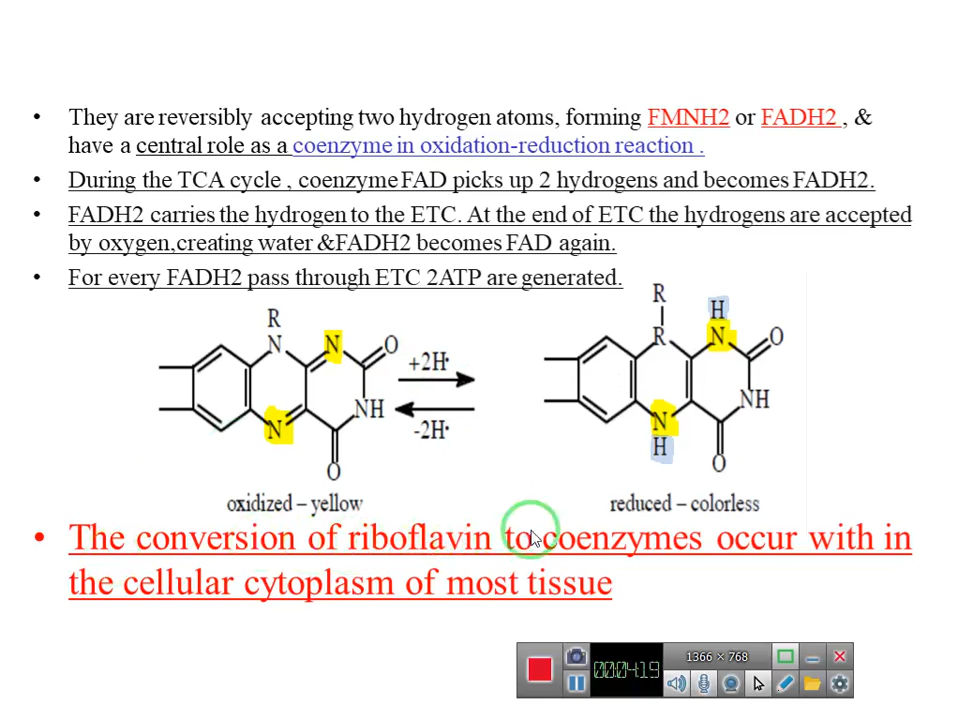 • They are reversibly accepting two hydrogen atoms, forming FMNH2 or FADH2 , &
have a central role as a coenzyme in oxidation-reduction reaction .
• During the TCA cycle , coenzyme FAD picks up 2 hydrogens and becomes FADH2.
• FADH2 carries the hydrogen to the ETC. At the end of ETC the hydrogens are accepted
by oxygen,creating water &FADH2 becomes FAD again.
• For every FADH2 pass through ETC 2ATP are generated.
R
N N O
NH
N
O
+2H•
-2H•
R
H
R N O
NH
N
H
O
oxidized – yellow
reduced – colorless
• The conversion of riboflavin to coenzymes occur with in
the cellular cytoplasm of most tissue
1366 × 768
00:04:19